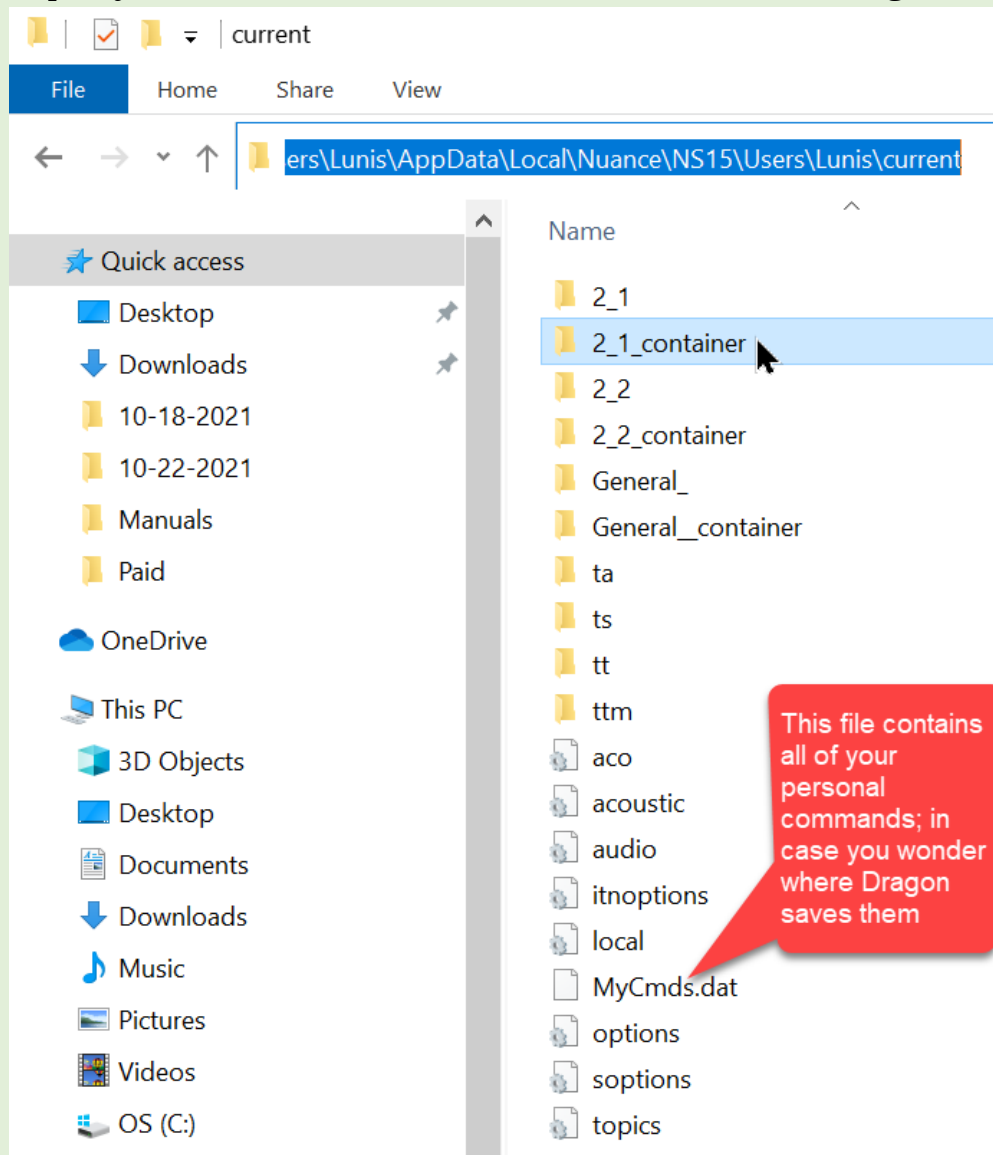 current
File Home Share View
ers\Lunis\AppData\Local\Nuance\NS15\Users\Lunis\current
Name
Quick access
Desktop
Downloads
10-18-2021
10-22-2021
Manuals
Paid
OneDrive
This PC
3D Objects
Desktop
Documents
Downloads
Music
Pictures
Videos
OS (C:)
2_1
2_1_container
2_2
2_2_container
General_
General__container
ta
ts
tt
ttm
aco
acoustic
audio
itnoptions
local
MyCmds.dat
options
soptions
topics
This file contains
all of your
personal
commands; in
case you wonder
where Dragon
saves them